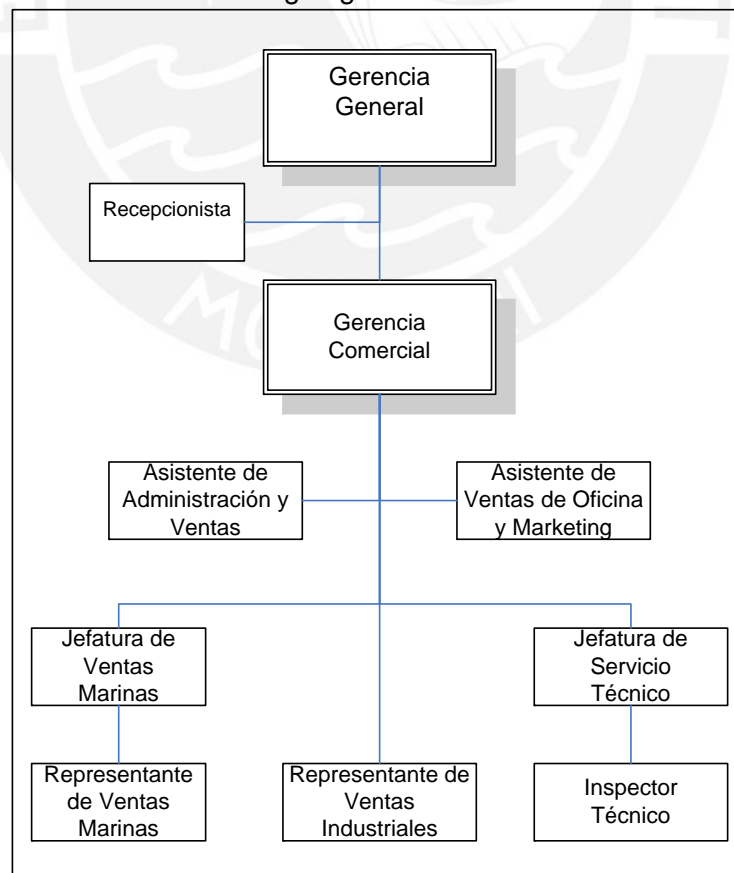 Gerencia
General
Recepcionista
Gerencia
Comercial
Asistente de
Administración y
Ventas
Asistente de
Ventas de Oficina
y Marketing
Jefatura de
Ventas
Marinas
Jefatura de
Servicio
Técnico
Representante
de Ventas
Marinas
Representante de
Ventas
Industriales
Inspector
Técnico